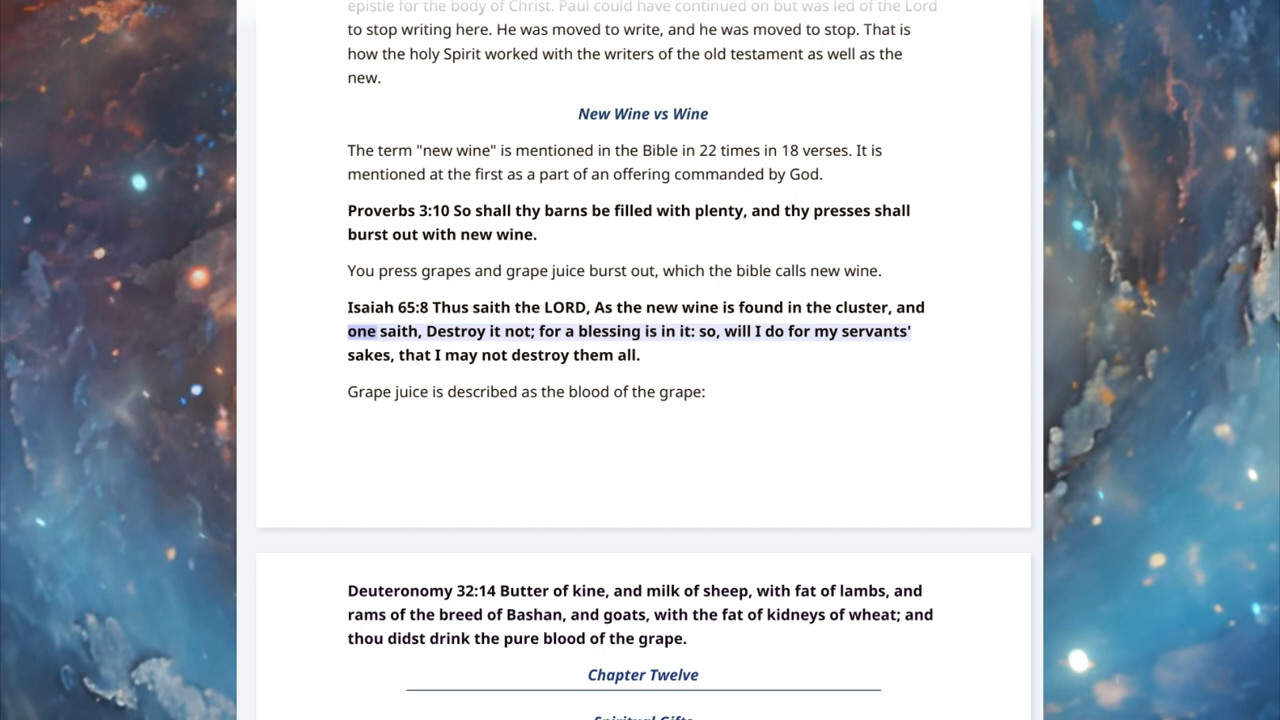 epistle for the body of Christ. Paul could have continued on but was led of the Lord
to stop writing here. He was moved to write, and he was moved to stop. That is
how the holy Spirit worked with the writers of the old testament as well as the
new.
New Wine vs Wine
The term "new wine" is mentioned in the Bible in 22 times in 18 verses. It is
mentioned at the first as a part of an offering commanded by God.
Proverbs 3:10 So shall thy barns be filled with plenty, and thy presses shall
burst out with new wine.
You press grapes and grape juice burst out, which the bible calls new wine.
Isaiah 65:8 Thus saith the LORD, As the new wine is found in the cluster, and
one saith, Destroy it not; for a blessing is in it: so, will I do for my servants'
sakes, that I may not destroy them all.
Grape juice is described as the blood of the grape:
Deuteronomy 32:14 Butter of kine, and milk of sheep, with fat of lambs, and
rams of the breed of Bashan, and goats, with the fat of kidneys of wheat; and
thou didst drink the pure blood of the grape.
Chapter Twelve
Spiritual Gifts